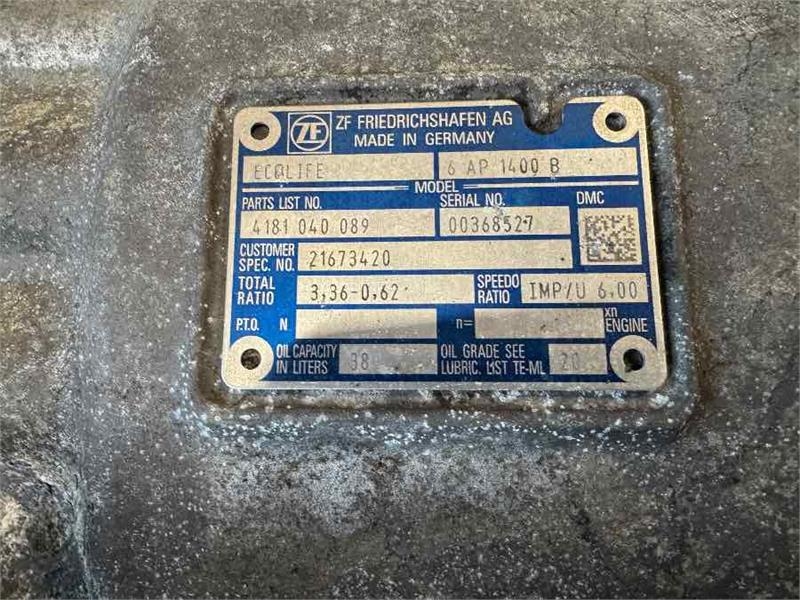 ZF FRIEDRICHSHAFEN AG
MADE IN GERMANY
ECOLIFE 6 AP 1400 B
MODEL
PARTS LIST NO. SERIAL NO. DMC
4181 040 089 00368527
CUSTOMER
SPEC. NO. 21673420
TOTAL
RATIO 3,36-0,62 SPEEDO
RATIO IMP/U 6,00
P.T.O. N n= xn
ENGINE
OIL CAPACITY
IN LITERS 38 OIL GRADE SEE
LUBRIC. LIST TE-ML 20